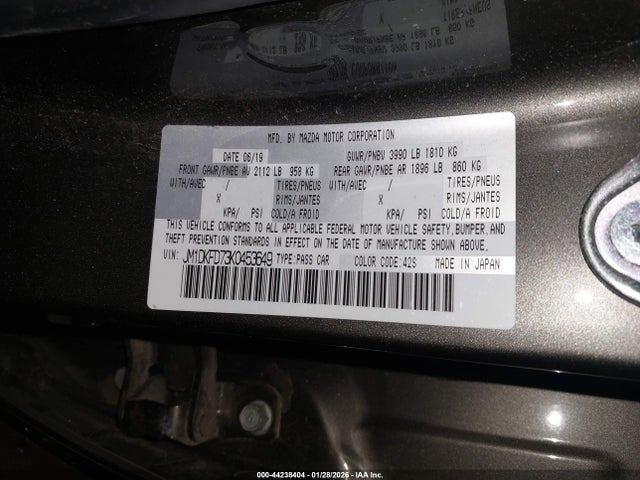 MFD. BY MAZDA MOTOR CORPORATION
DATE 06/19 GVWR/PNBV 3990 LB 1810 KG
FRONT GAWR/PNBE AV 2112 LB 958 KG REAR GAWR/PNBE AR 1896 LB 860 KG
WITH/AVEC / TIRES/PNEUS WITH/AVEC / TIRES/PNEUS
X RIMS/JANTES X RIMS/JANTES
KPA/ PSI COLD/A FROID KPA/ PSI COLD/A FROID
THIS VEHICLE CONFORMS TO ALL APPLICABLE FEDERAL MOTOR VEHICLE SAFETY, BUMPER, AND
THEFT PREVENTION STANDARDS IN EFFECT ON THE DATE OF MANUFACTURE SHOWN ABOVE.
VIN: JM1DKFD73K0453649 TYPE:PASS CAR COLOR CODE:42S MADE IN JAPAN
000-44238404 - 01/28/2026 - IAA Inc.